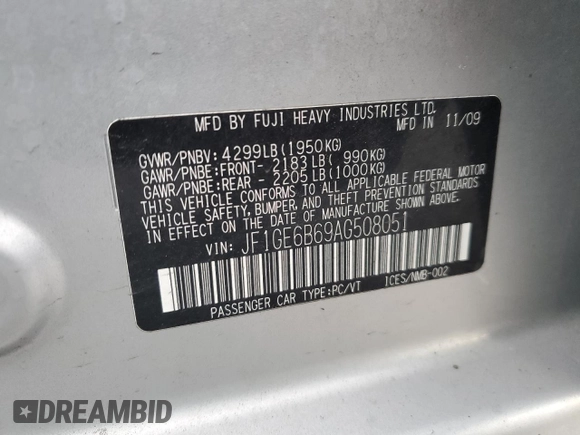 MFD BY FUJI HEAVY INDUSTRIES LTD.
MFD IN 11/09
GVWR/PNBV: 4299LB(1950KG)
GAWR/PNBE:FRONT- 2183LB( 990KG)
GAWR/PNBE:REAR - 2205LB(1000KG)
THIS VEHICLE CONFORMS TO ALL APPLICABLE FEDERAL MOTOR
VEHICLE SAFETY, BUMPER, AND THEFT PREVENTION STANDARDS
IN EFFECT ON THE DATE OF MANUFACTURE SHOWN ABOVE.
VIN: JF1GE6B69AG508051
PASSENGER CAR TYPE:PC/VT ICES/NMB-002
DREAMBID